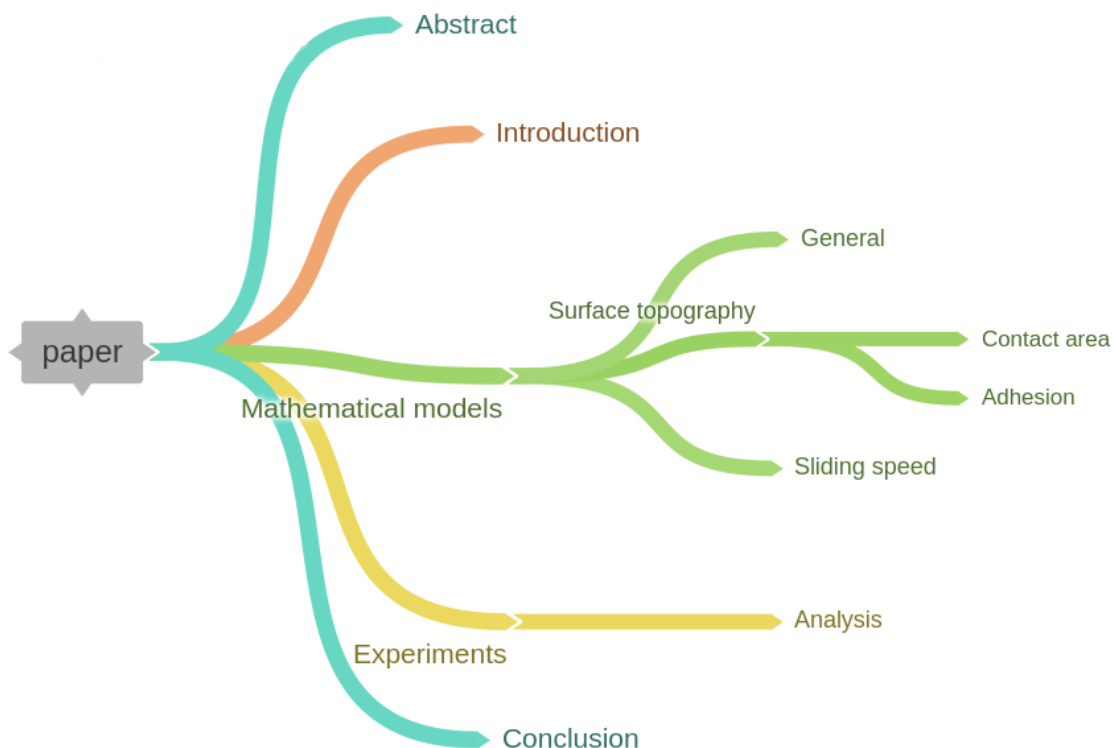 Abstract
Introduction
General
Surface topography
Contact area
paper
Adhesion
Mathematical models
Sliding speed
Analysis
Experiments
Conclusion